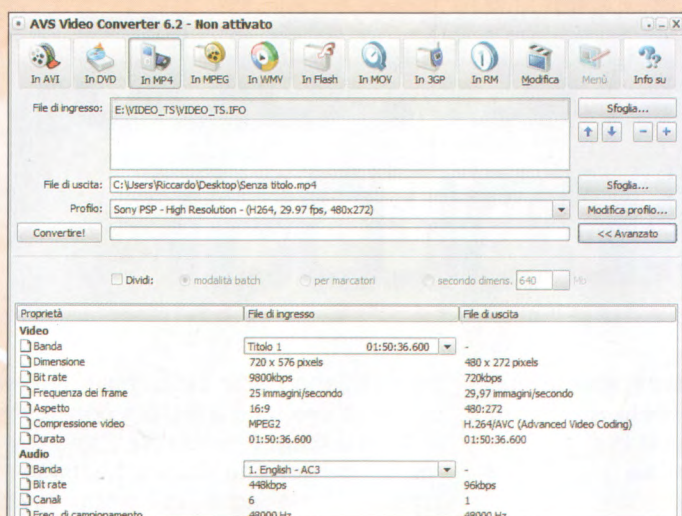 AVS Video Converter 6.2 - Non attivato
In AVI In DVD In MP4 In MPEG In WMV In Flash In MOV In 3GP In RM Modifica Menù Info su
File di ingresso: E:\VIDEO_TS\VIDEO_TS.IFO Sfoglia...
File di uscita: C:\Users\Riccardo\Desktop\Senza titolo.mp4 Sfoglia...
Profilo: Sony PSP - High Resolution - (H264, 29.97 fps, 480x272) Modifica profilo...
Convertire! << Avanzato
Dividi: modalità batch per marcatori secondo dimens. 640 Mb
Proprietà File di ingresso File di uscita
Video
Banda Titolo 1 01:50:36.600 -
Dimensione 720 x 576 pixels 480 x 272 pixels
Bit rate 9800kbps 720kbps
Frequenza dei frame 25 immagini/secondo 29,97 immagini/secondo
Aspetto 16:9 480:272
Compressione video MPEG2 H.264/AVC (Advanced Video Coding)
Durata 01:50:36.600 01:50:36.600
Audio
Banda 1. English - AC3 -
Bit rate 448kbps 96kbps
Canali 6 1
Freq. di campionamento 48000 Hz 48000 Hz